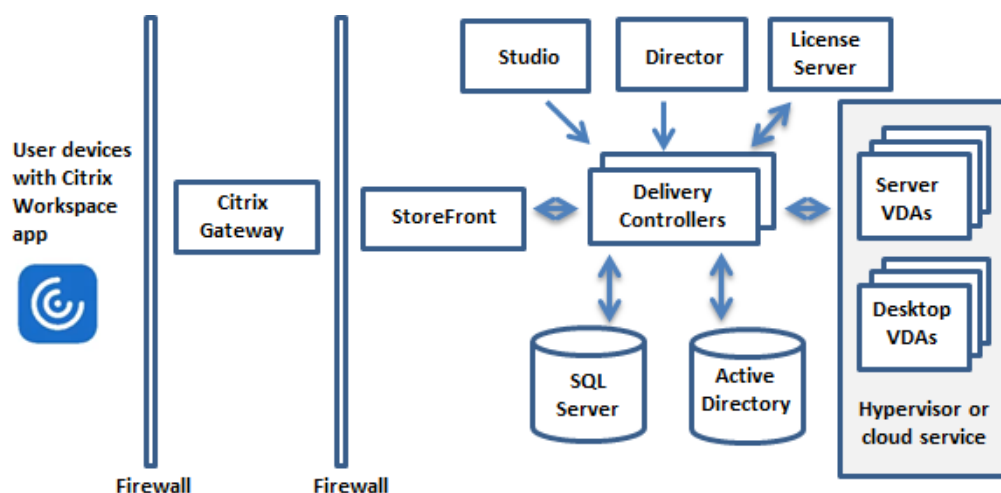 User devices
with Citrix
Workspace
app
Citrix
Gateway
StoreFront
Studio
Director
License
Server
Delivery
Controllers
SQL
Server
Active
Directory
Server
VDAs
Desktop
VDAs
Hypervisor or
cloud service
Firewall
Firewall